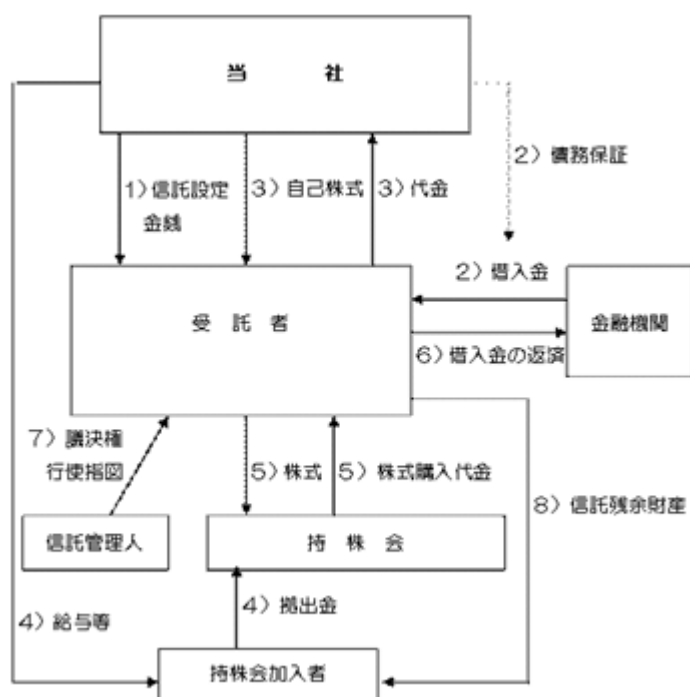 当 社
2）債務保証
1）信託設定
金銭
3）自己株式
3）代金
2）借入金
受 託 者
金融機関
6）借入金の返済
7）議決権
行使指図
5）株式
5）株式購入代金
8）信託残余財産
信託管理人
持 株 会
4）給与等
4）拠出金
持株会加入者